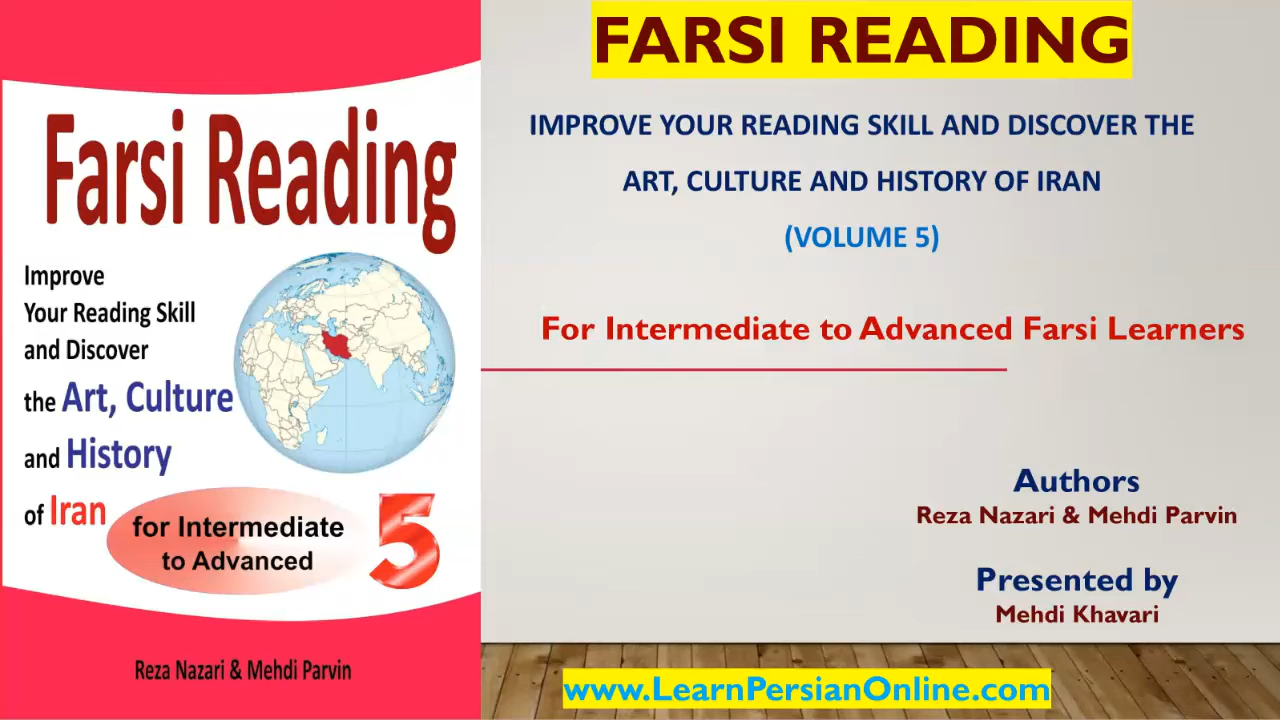 Farsi Reading
Improve
Your Reading Skill
and Discover
the Art, Culture
and History
of Iran
for Intermediate
to Advanced
5
Reza Nazari & Mehdi Parvin
FARSI READING
IMPROVE YOUR READING SKILL AND DISCOVER THE
ART, CULTURE AND HISTORY OF IRAN
(VOLUME 5)
For Intermediate to Advanced Farsi Learners
Authors
Reza Nazari & Mehdi Parvin
Presented by
Mehdi Khavari
www.LearnPersianOnline.com